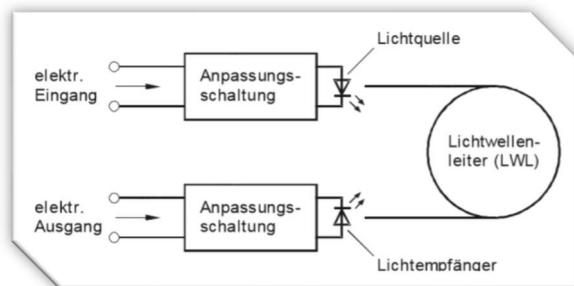 Lichtquelle
elektr.
Eingang
Anpassungs-
schaltung
Lichtwellen-
leiter (LWL)
elektr.
Ausgang
Anpassungs-
schaltung
Lichtempfänger